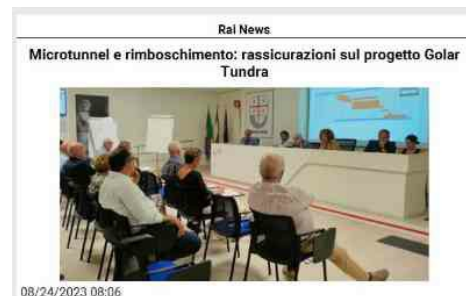 Rai News
Microtunnel e rimboschimento: rassicurazioni sul progetto Golar
Tundra
08/24/2023 08:06